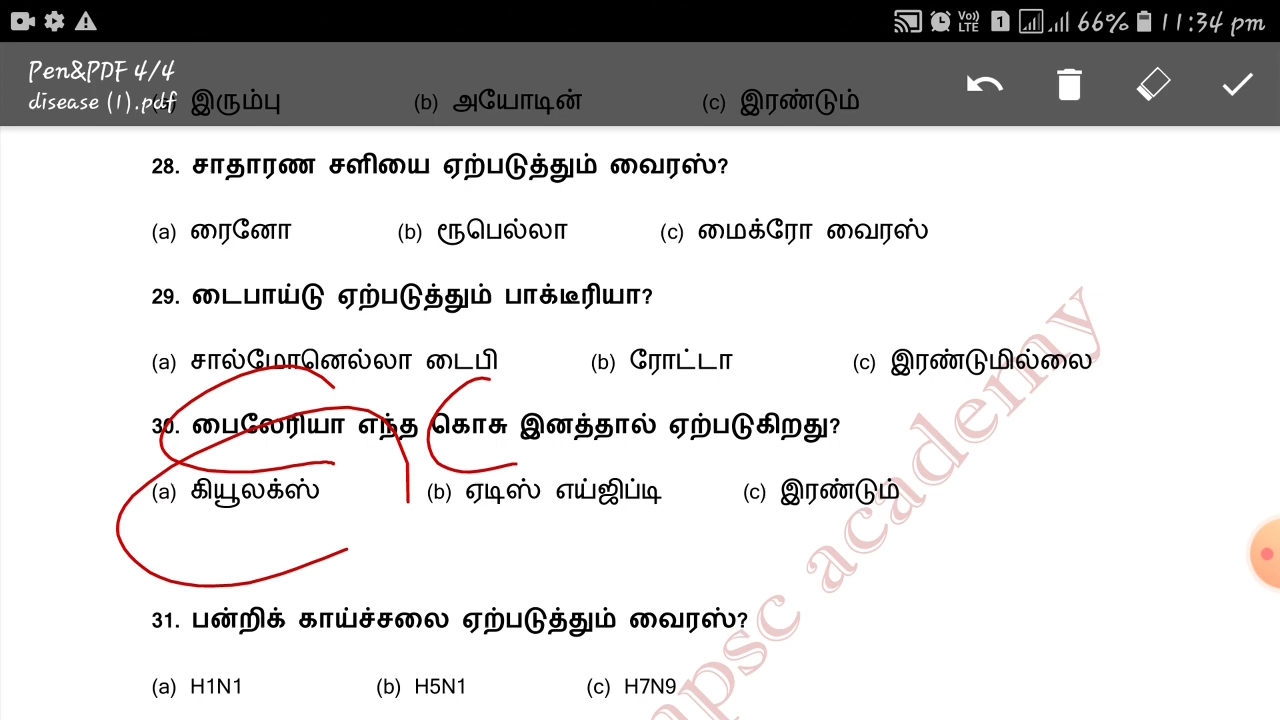 66% 11:34 pm
Pen&PDF 4/4
disease (1).pdf
இரும்பு (b) அயோடின் (c) இரண்டும்
28. சாதாரண சளியை ஏற்படுத்தும் வைரஸ்?
(a) ரைனோ (b) ரூபெல்லா (c) மைக்ரோ வைரஸ்
29. டைபாய்டு ஏற்படுத்தும் பாக்டீரியா?
(a) சால்மோனெல்லா டைபி (b) ரோட்டா (c) இரண்டுமில்லை
30. பைலேரியா எந்த கொசு இனத்தால் ஏற்படுகிறது?
(a) கியூலக்ஸ் (b) ஏடிஸ் எய்ஜிப்டி (c) இரண்டும்
31. பன்றிக் காய்ச்சலை ஏற்படுத்தும் வைரஸ்?
(a) H1N1 (b) H5N1 (c) H7N9
apsc academy